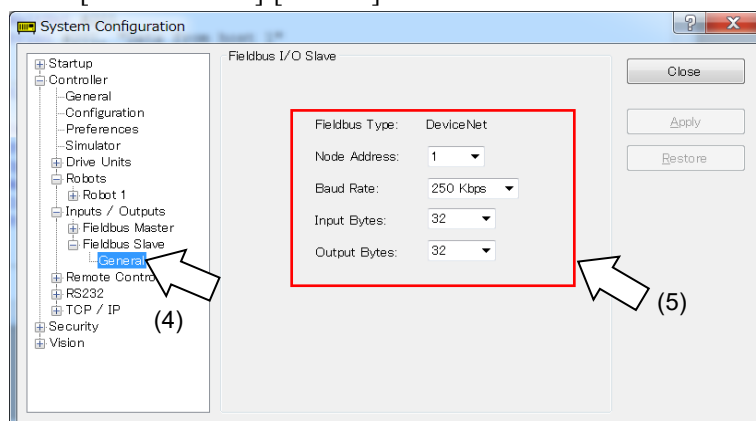 System Configuration
Startup
Controller
General
Configuration
Preferences
Simulator
Drive Units
Robots
Robot 1
Inputs / Outputs
Fieldbus Master
Fieldbus Slave
General
Remote Contro
RS232
TCP / IP
Security
Vision
(4)
Fieldbus I/O Slave
Fieldbus Type: DeviceNet
Node Address: 1
Baud Rate: 250 Kbps
Input Bytes: 32
Output Bytes: 32
(5)
Close
Apply
Restore